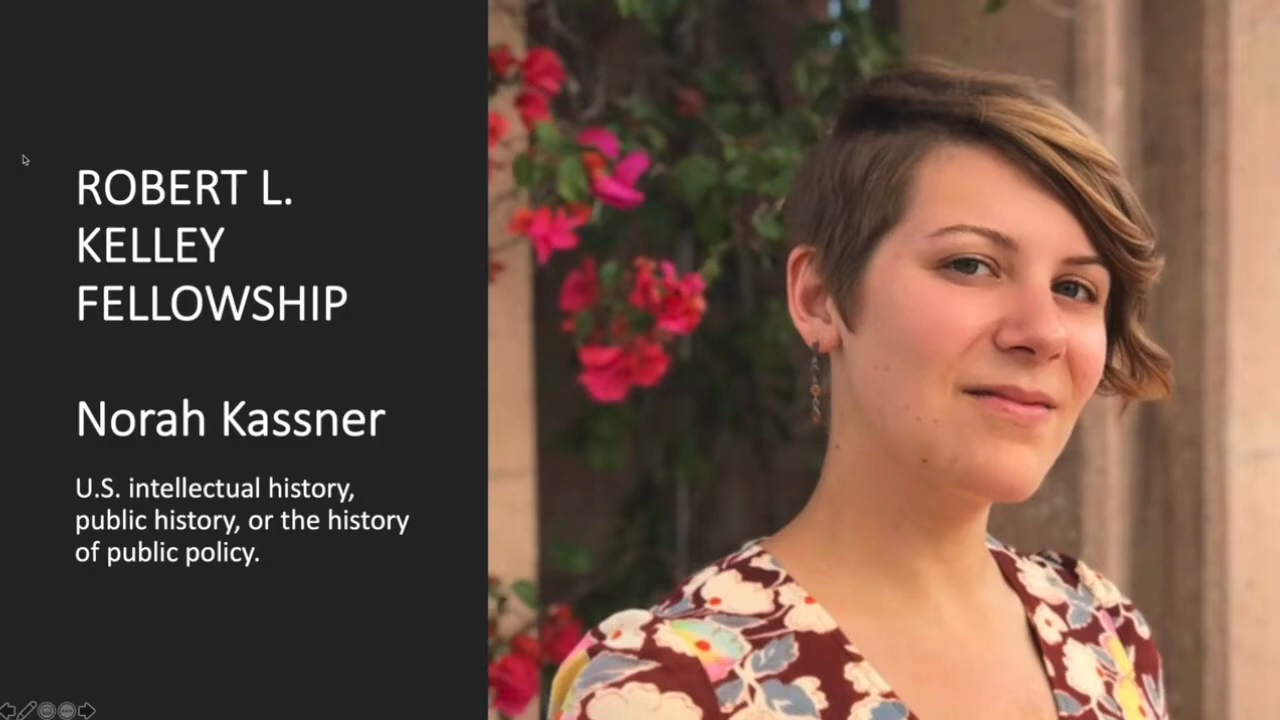 ROBERT L.
KELLEY
FELLOWSHIP
Norah Kassner
U.S. intellectual history,
public history, or the history
of public policy.